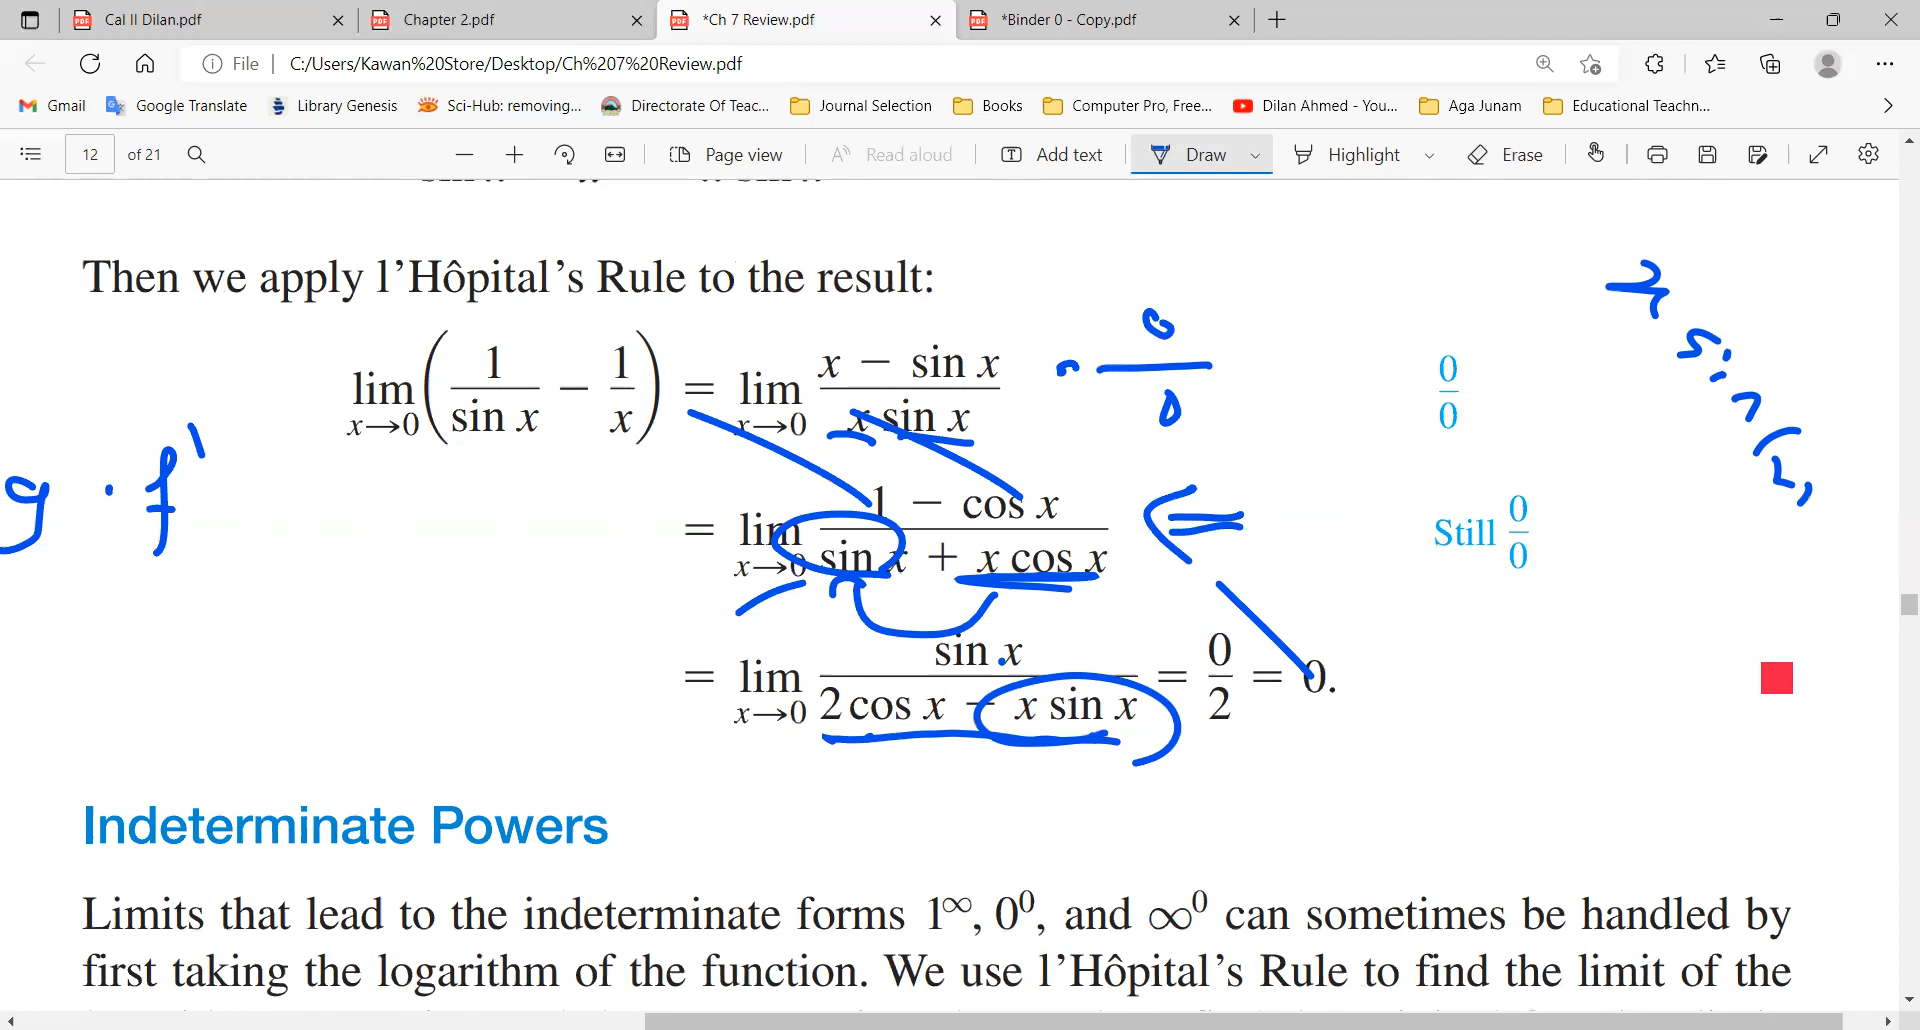 Cal II Dilan.pdf
Chapter 2.pdf
*Ch 7 Review.pdf
*Binder 0 - Copy.pdf
File | C:/Users/Kawan%20Store/Desktop/Ch%207%20Review.pdf
Gmail Google Translate Library Genesis Sci-Hub: removing... Directorate Of Teac... Journal Selection Books Computer Pro, Free... Dilan Ahmed - You... Aga Junam Educational Teachn...
12 of 21 Page view Read aloud Add text Draw Highlight Erase
Then we apply l’Hôpital’s Rule to the result:
lim x→0 (1/sin x − 1/x) = lim x→0 (x − sin x)/(x sin x) 0/0 0/0
g · f'
= lim x→0 (1 − cos x)/(sin x + x cos x) Still 0/0
= lim x→0 sin x/(2 cos x − x sin x) = 0/2 = 0.
Indeterminate Powers
Limits that lead to the indeterminate forms 1^∞, 0^0, and ∞^0 can sometimes be handled by
first taking the logarithm of the function. We use l’Hôpital’s Rule to find the limit of the